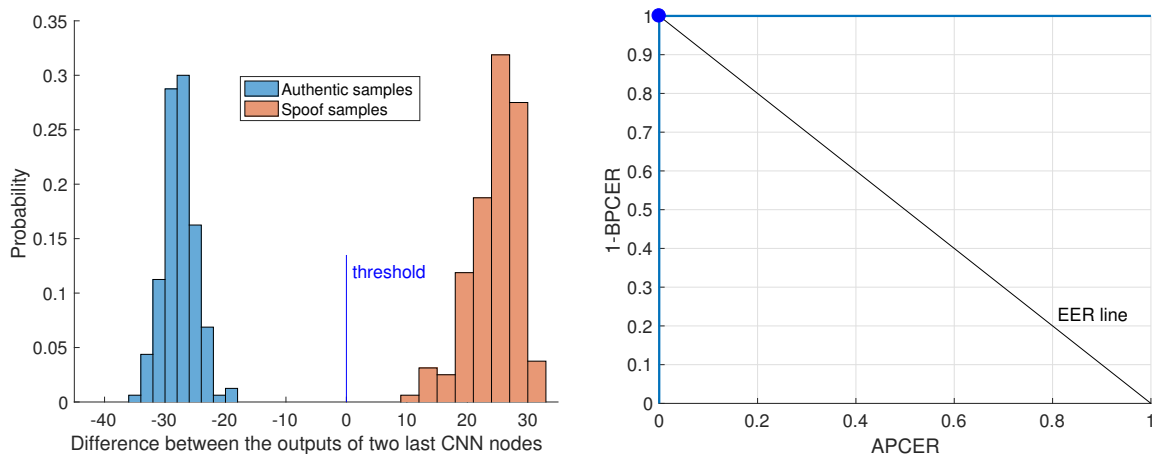 0.35
0.3
0.25
0.2
0.15
0.1
0.05
0
Probability
Authentic samples
Spoof samples
threshold
-40 -30 -20 -10 0 10 20 30
Difference between the outputs of two last CNN nodes
1
0.9
0.8
0.7
0.6
0.5
0.4
0.3
0.2
0.1
0
1-BPCER
EER line
0 0.2 0.4 0.6 0.8 1
APCER